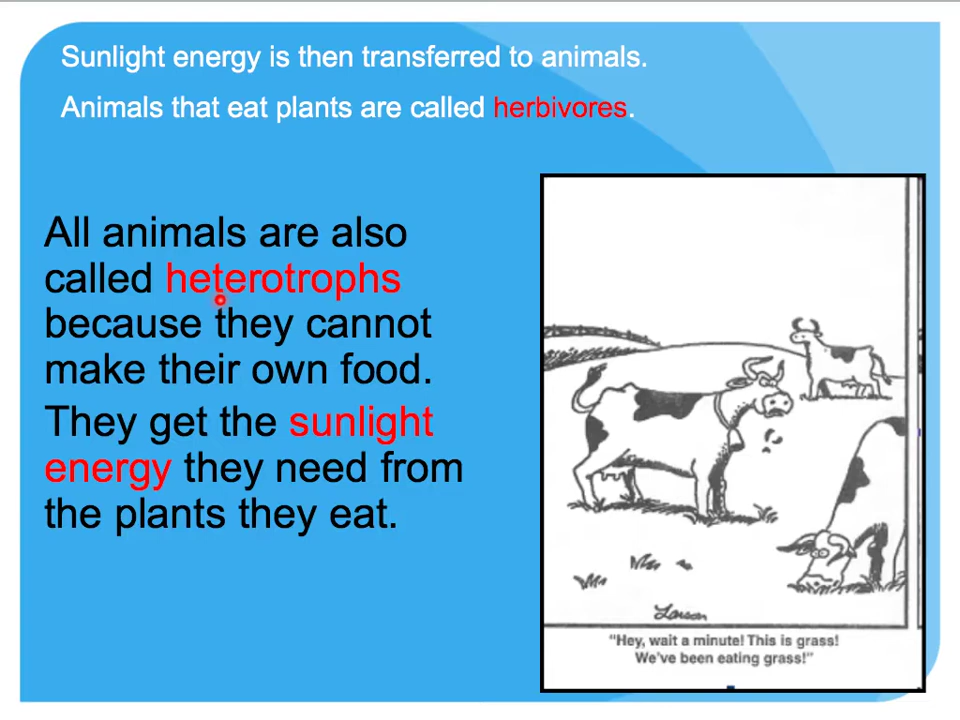 Sunlight energy is then transferred to animals.
Animals that eat plants are called herbivores.
All animals are also
called heterotrophs
because they cannot
make their own food.
They get the sunlight
energy they need from
the plants they eat.
Larson
"Hey, wait a minute! This is grass!
We've been eating grass!"